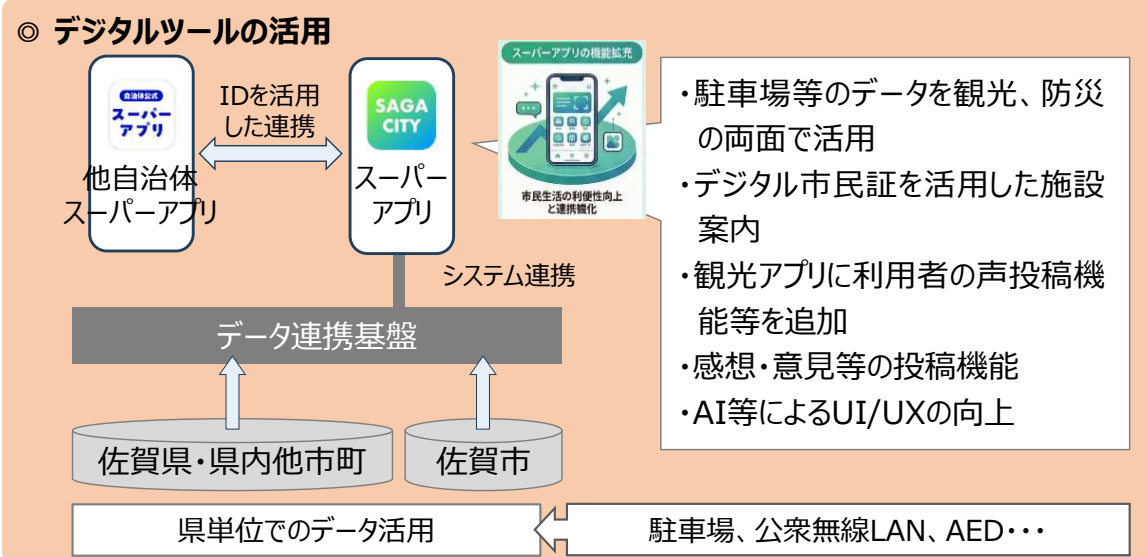 ◎ デジタルツールの活用
自治体公式
スーパー
アプリ
他自治体
スーパーアプリ
IDを活用
した連携
SAGA
CITY
スーパー
アプリ
スーパーアプリの機能拡充
市民生活の利便性向上
と連携強化
・駐車場等のデータを観光、防災
の両面で活用
・デジタル市民証を活用した施設
案内
・観光アプリに利用者の声投稿機
能等を追加
・感想・意見等の投稿機能
・AI等によるUI/UXの向上
システム連携
データ連携基盤
佐賀県・県内他市町
佐賀市
県単位でのデータ活用
駐車場、公衆無線LAN、AED・・・